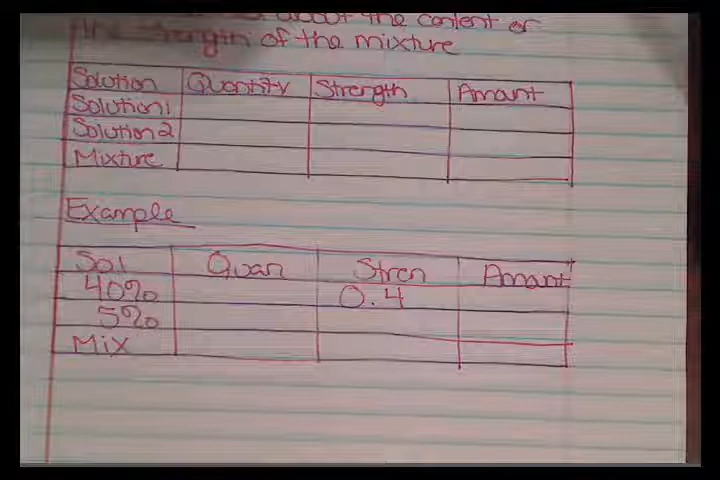 about the content or
the strength of the mixture
Solution Quantity Strength Amount
Solution 1
Solution 2
Mixture
Example
Sol Quan Stren Amount
40% 0.4
5%
Mix